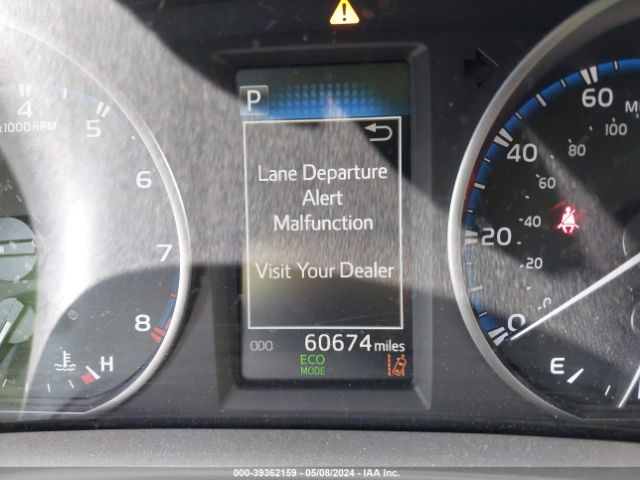 4
5
x1000RPM
6
7
8
H
P
Lane Departure
Alert
Malfunction
Visit Your Dealer
ODO 60674 miles
ECO
MODE
60
100
40
80
60
20
40
20
0
0
E
000-39362159 - 05/08/2024 - IAA Inc.